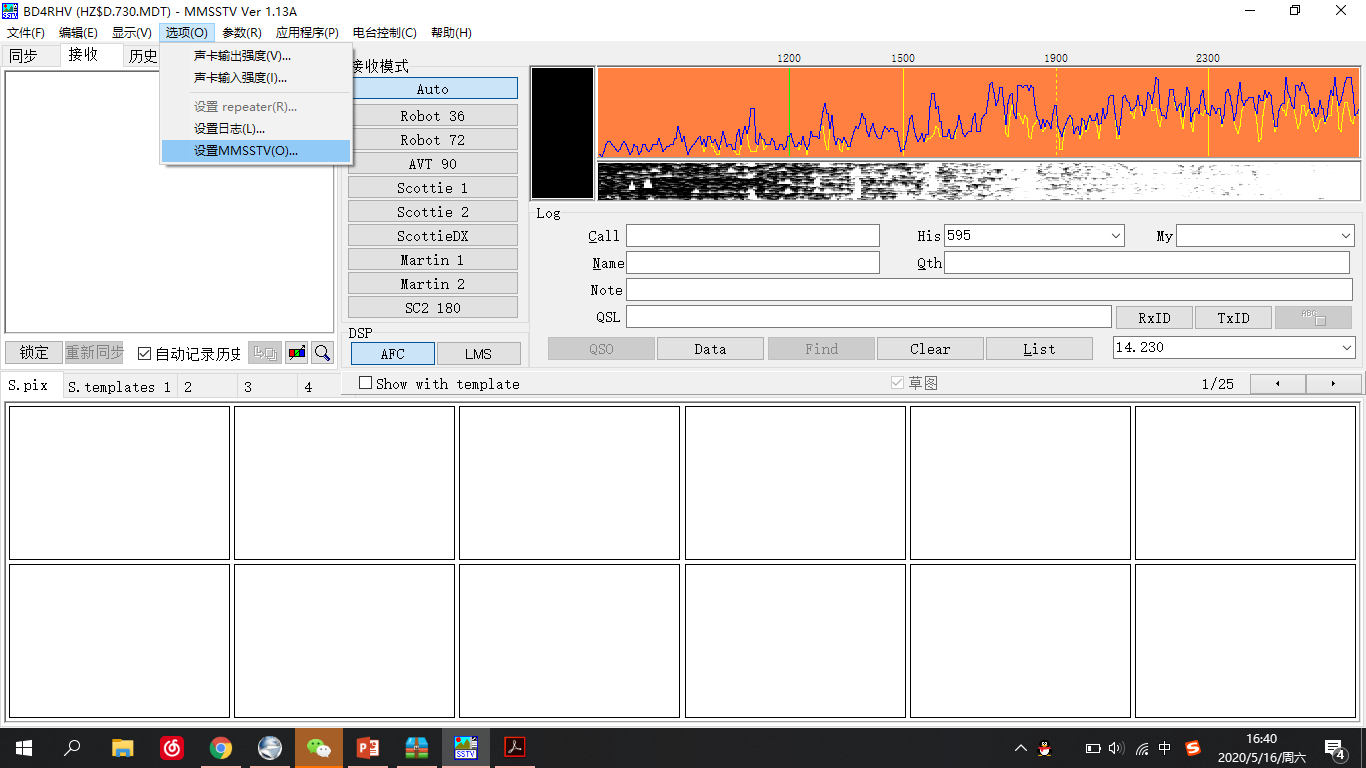 BD4RHV (HZ$D.730.MDT) - MMSSTV Ver 1.13A
文件(F) 编辑(E) 显示(V) 选项(O) 参数(R) 应用程序(P) 电台控制(C) 帮助(H)
同步 接收 历史
声卡输出强度(V)...
声卡输入强度(I)...
设置 repeater(R)...
设置日志(L)...
设置MMSSTV(O)...
接收模式
Auto
Robot 36
Robot 72
AVT 90
Scottie 1
Scottie 2
ScottieDX
Martin 1
Martin 2
SC2 180
DSP
AFC LMS
1200 1500 1900 2300
Log
Call His 595 My
Name Qth
Note
QSL RxID TxID ABC
QSO Data Find Clear List 14.230
锁定 重新同步 自动记录历史
S.pix S.templates 1 2 3 4 Show with template 草图 1/25
SSTV
中
16:40
2020/5/16/周六
4